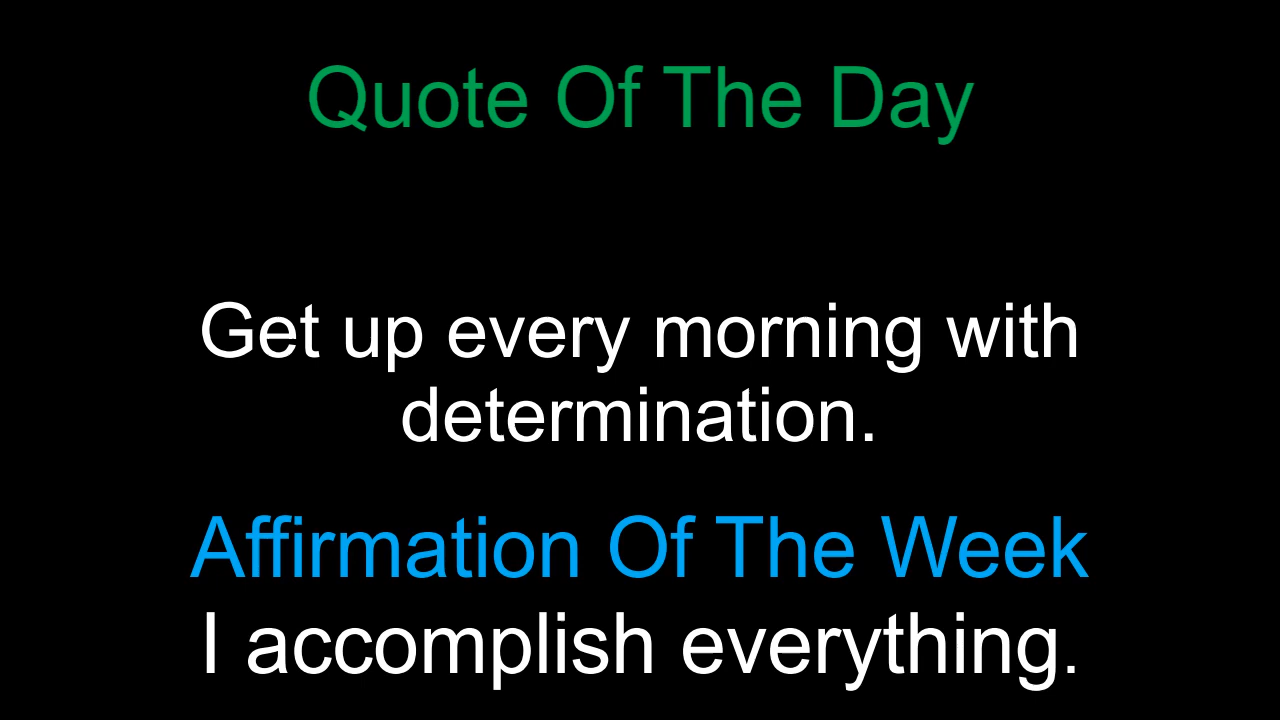 Quote Of The Day
Get up every morning with
determination.
Affirmation Of The Week
I accomplish everything.